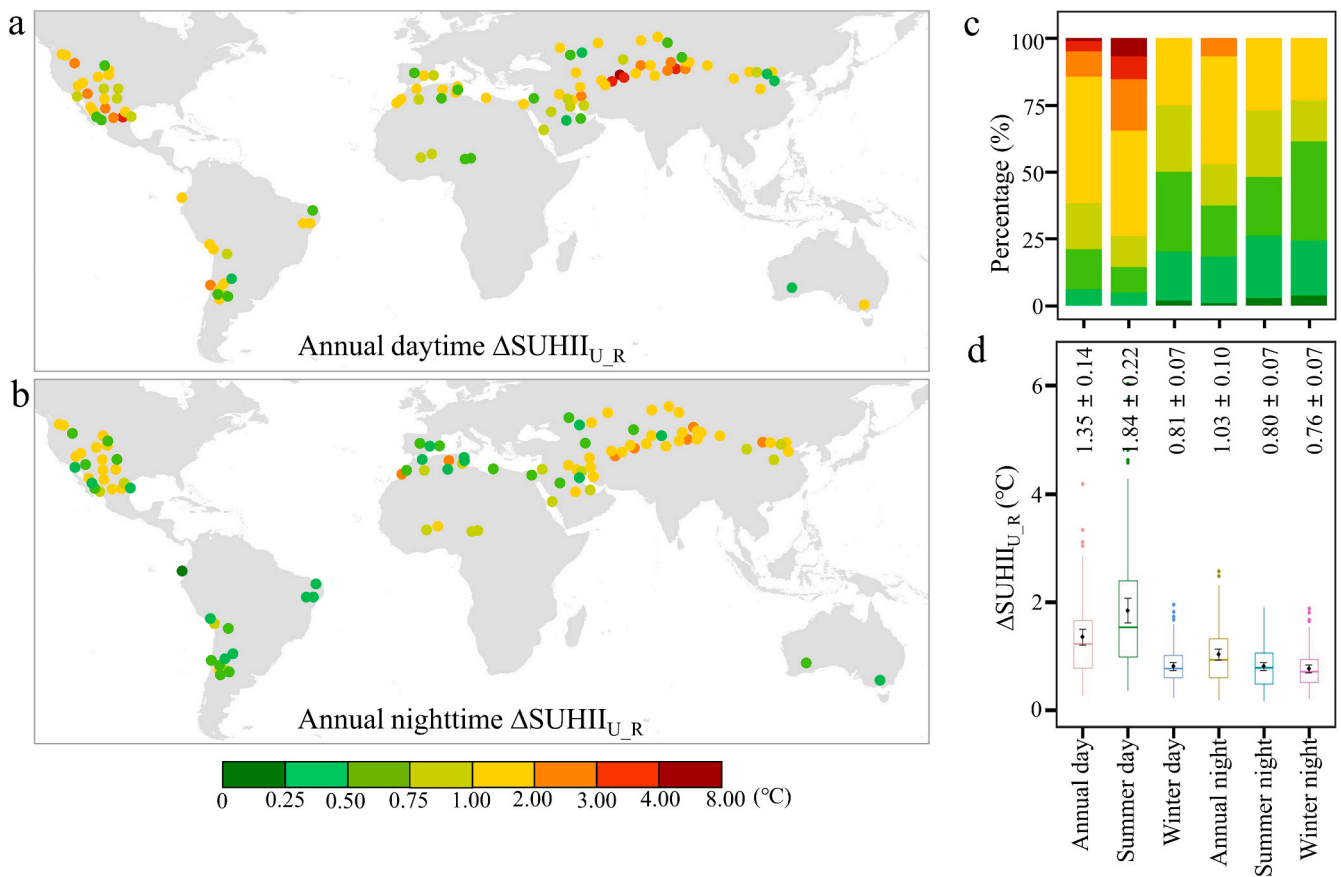 a
Annual daytime ΔSUHII_U_R
b
Annual nighttime ΔSUHII_U_R
0 0.25 0.50 0.75 1.00 2.00 3.00 4.00 8.00 (°C)
c
Percentage (%)
100
75
50
25
0
d
ΔSUHII_U_R (°C)
6
4
2
0
1.35 ± 0.14
1.84 ± 0.22
0.81 ± 0.07
1.03 ± 0.10
0.80 ± 0.07
0.76 ± 0.07
Annual day
Summer day
Winter day
Annual night
Summer night
Winter night